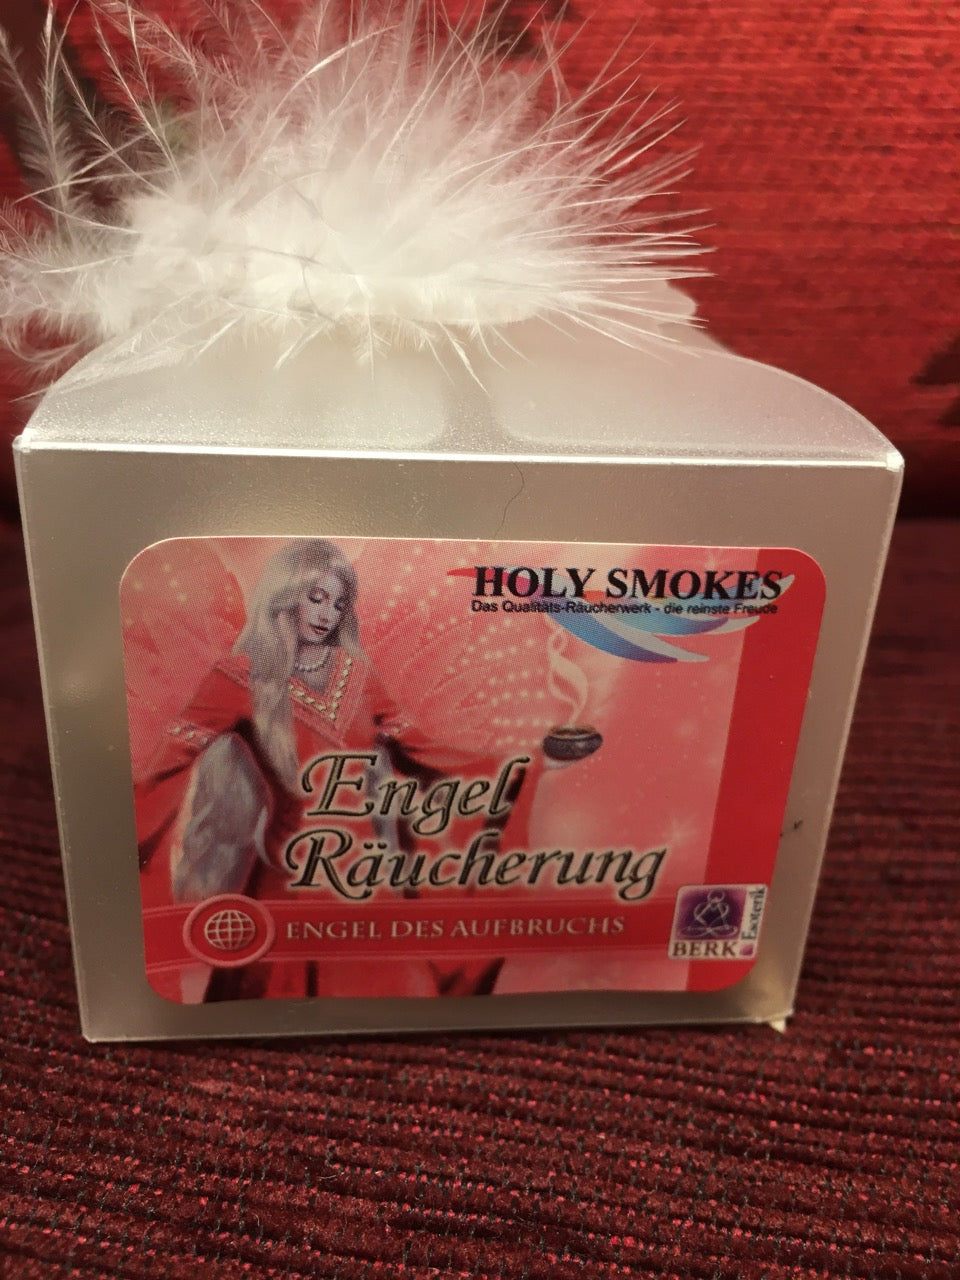 HOLY SMOKES
Das Qualitäts-Räucherwerk - die reinste Freude
Engel
Räucherung
ENGEL DES AUFBRUCHS
BERK
Esoterik